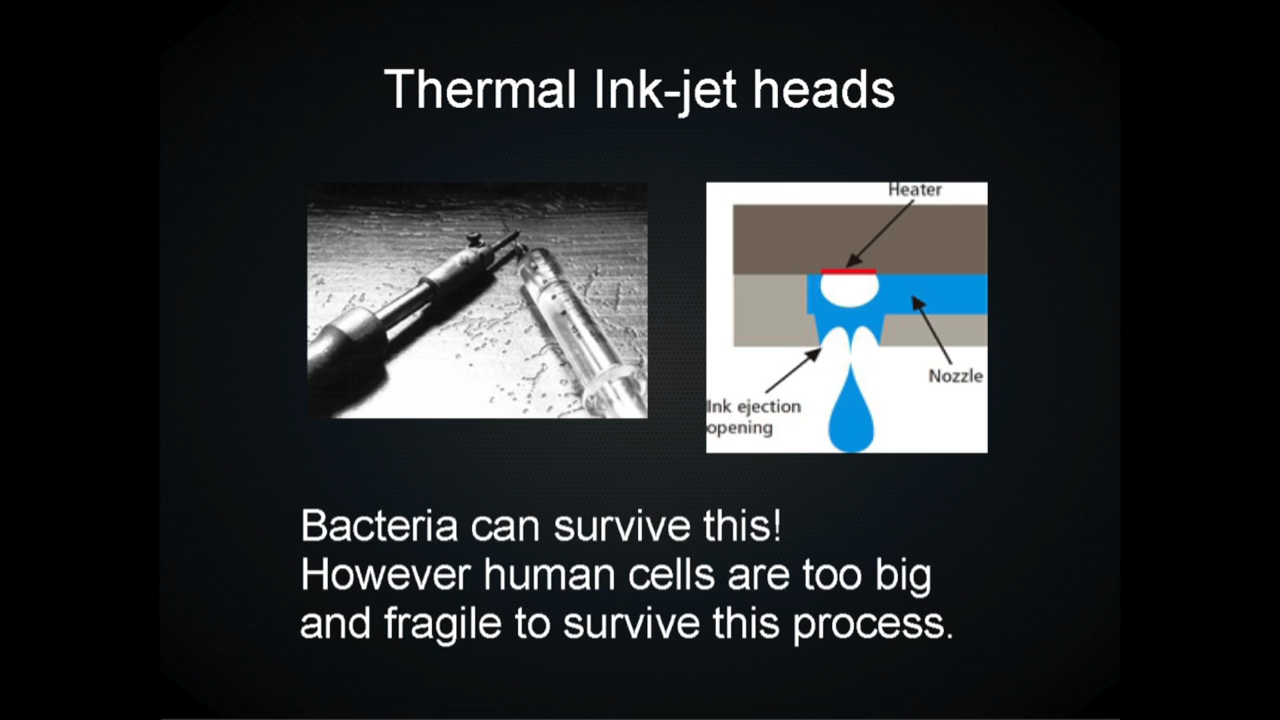 Thermal Ink-jet heads
Heater
Nozzle
Ink ejection
opening
Bacteria can survive this!
However human cells are too big
and fragile to survive this process.